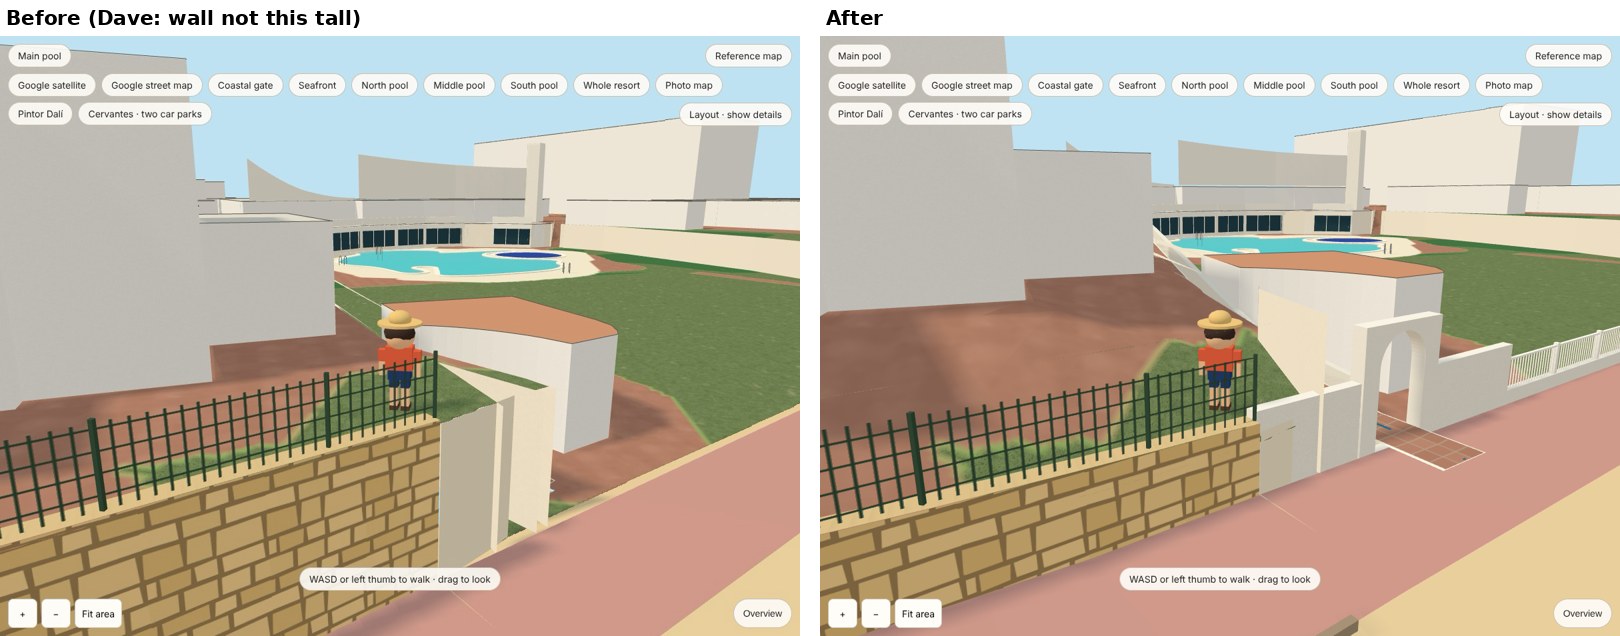 Before (Dave: wall not this tall)
Main pool
Reference map
Google satellite
Google street map
Coastal gate
Seafront
North pool
Middle pool
South pool
Whole resort
Photo map
Pintor Dalí
Cervantes · two car parks
Layout · show details
WASD or left thumb to walk · drag to look
+
−
Fit area
Overview
After
Main pool
Reference map
Google satellite
Google street map
Coastal gate
Seafront
North pool
Middle pool
South pool
Whole resort
Photo map
Pintor Dalí
Cervantes · two car parks
Layout · show details
WASD or left thumb to walk · drag to look
+
−
Fit area
Overview